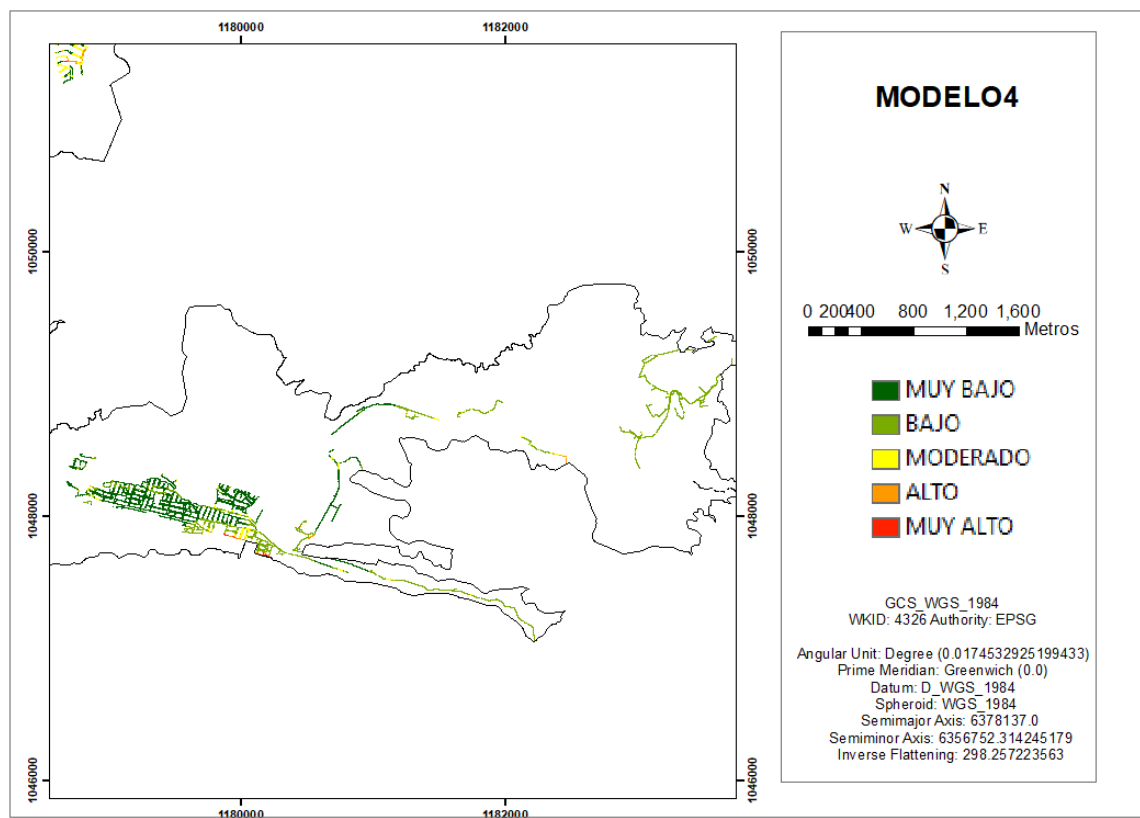 1180000
1182000
1050000
1048000
1046000
1050000
1048000
1046000
1180000
1182000
MODELO4
N
W
E
S
0 200400 800 1,200 1,600
Metros
MUY BAJO
BAJO
MODERADO
ALTO
MUY ALTO
GCS_WGS_1984
WKID: 4326 Authority: EPSG
Angular Unit: Degree (0.0174532925199433)
Prime Meridian: Greenwich (0.0)
Datum: D_WGS_1984
Spheroid: WGS_1984
Semimajor Axis: 6378137.0
Semiminor Axis: 6356752.314245179
Inverse Flattening: 298.257223563